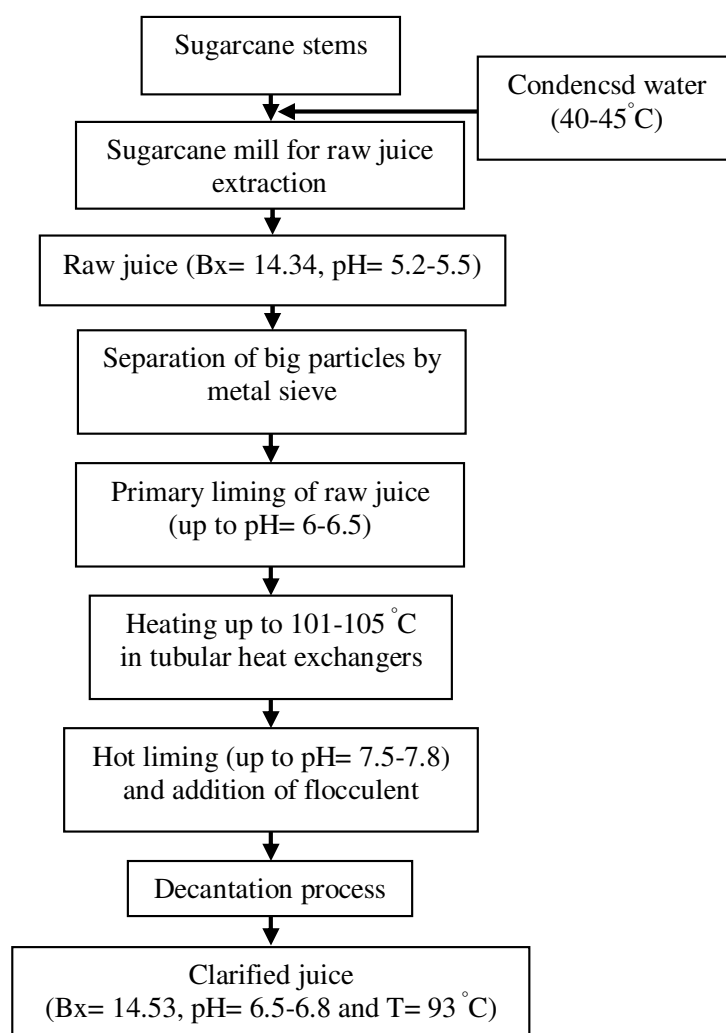 Sugarcane stems
Condencsd water
(40-45°C)
Sugarcane mill for raw juice
extraction
Raw juice (Bx= 14.34, pH= 5.2-5.5)
Separation of big particles by
metal sieve
Primary liming of raw juice
(up to pH= 6-6.5)
Heating up to 101-105 °C
in tubular heat exchangers
Hot liming (up to pH= 7.5-7.8)
and addition of flocculent
Decantation process
Clarified juice
(Bx= 14.53, pH= 6.5-6.8 and T= 93 °C)